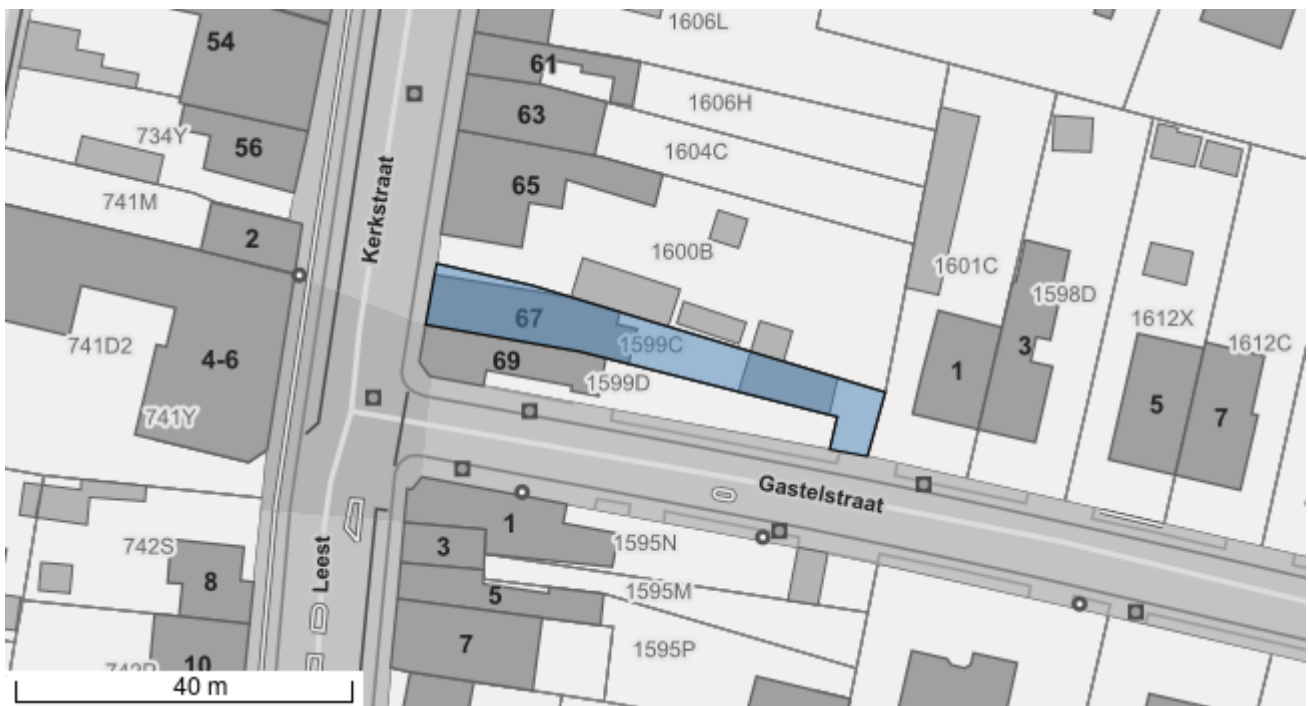 1606L
54
61
1606H
63
734Y
56
1604C
65
741M
Kerkstraat
2
1600B
1601C
1598D
67
1612X
741D2
1599C
1612C
4-6
69
1599D
3
1
5
7
741Y
Gastelstraat
1
1595N
742S
3
Leest
8
5
1595M
7
1595P
10
40 m